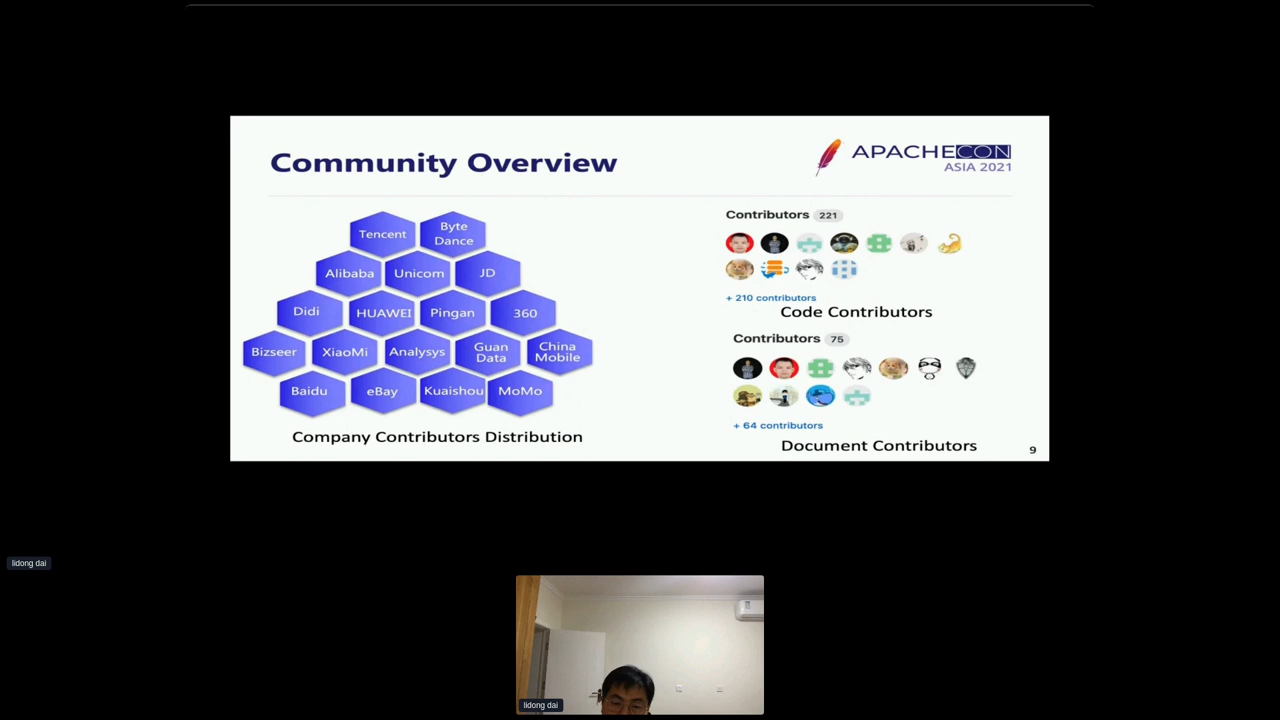 Community Overview
APACHECON
ASIA 2021
Tencent
Byte
Dance
Alibaba
Unicom
JD
Didi
HUAWEI
Pingan
360
Bizseer
XiaoMi
Analysys
Guan
Data
China
Mobile
Baidu
eBay
Kuaishou
MoMo
Company Contributors Distribution
Contributors 221
+ 210 contributors
Code Contributors
Contributors 75
+ 64 contributors
Document Contributors
9
lidong dai
lidong dai